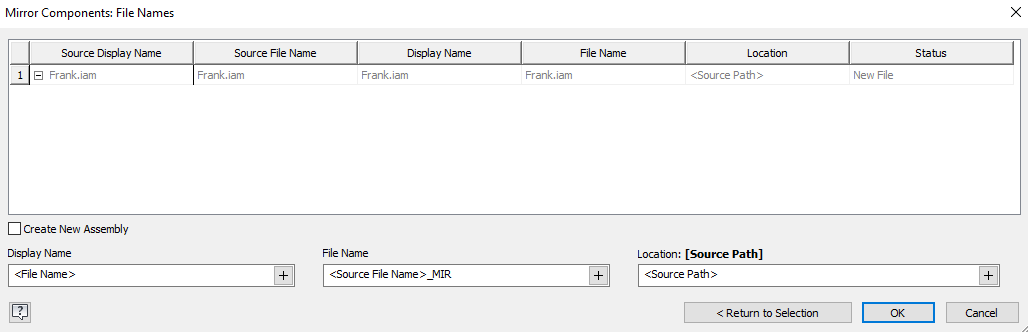 Mirror Components: File Names
Source Display Name Source File Name Display Name File Name Location Status
1 Frank.iam Frank.iam Frank.iam Frank.iam <Source Path> New File
Create New Assembly
Display Name File Name Location: [Source Path]
<File Name> + <Source File Name>_MIR + <Source Path> +
? < Return to Selection OK Cancel